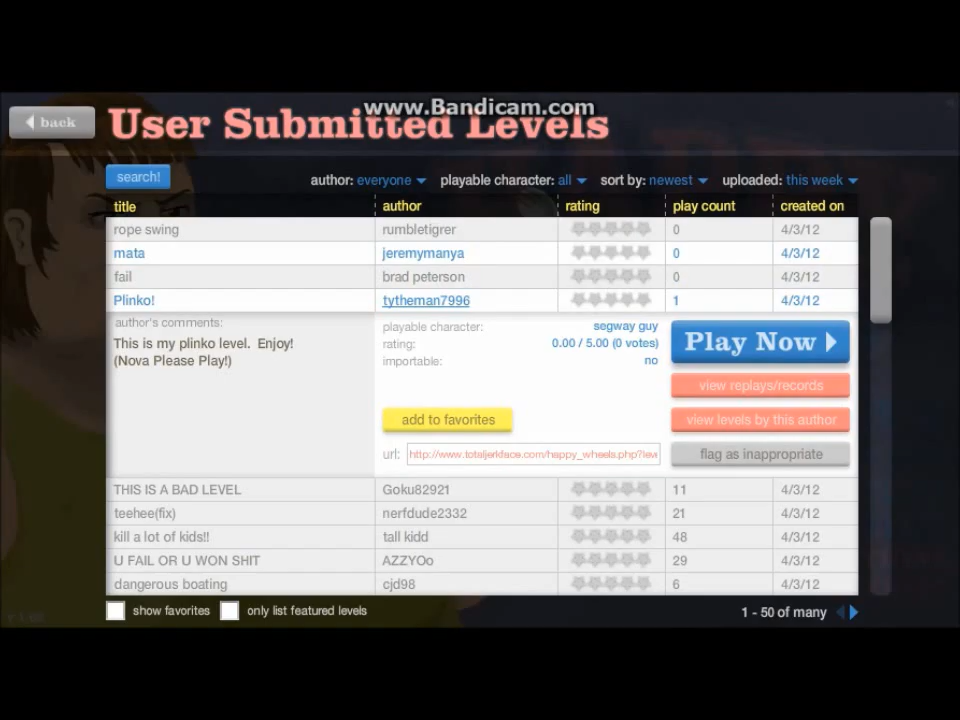 www.Bandicam.com
back
User Submitted Levels
search!
author: everyone playable character: all sort by: newest uploaded: this week
title author rating play count created on
rope swing rumbletigrer 0 4/3/12
mata jeremymanya 0 4/3/12
fail brad peterson 0 4/3/12
Plinko! tytheman7996 1 4/3/12
author's comments:
This is my plinko level. Enjoy!
(Nova Please Play!)
playable character: segway guy
rating: 0.00 / 5.00 (0 votes)
importable: no
add to favorites
url: http://www.totaljerkface.com/happy_wheels.php?leve
Play Now
view replays/records
view levels by this author
flag as inappropriate
THIS IS A BAD LEVEL Goku82921 11 4/3/12
teehee(fix) nerfdude2332 21 4/3/12
kill a lot of kids!! tall kidd 48 4/3/12
U FAIL OR U WON SHIT AZZYOo 29 4/3/12
dangerous boating cjd98 6 4/3/12
show favorites only list featured levels
1 - 50 of many